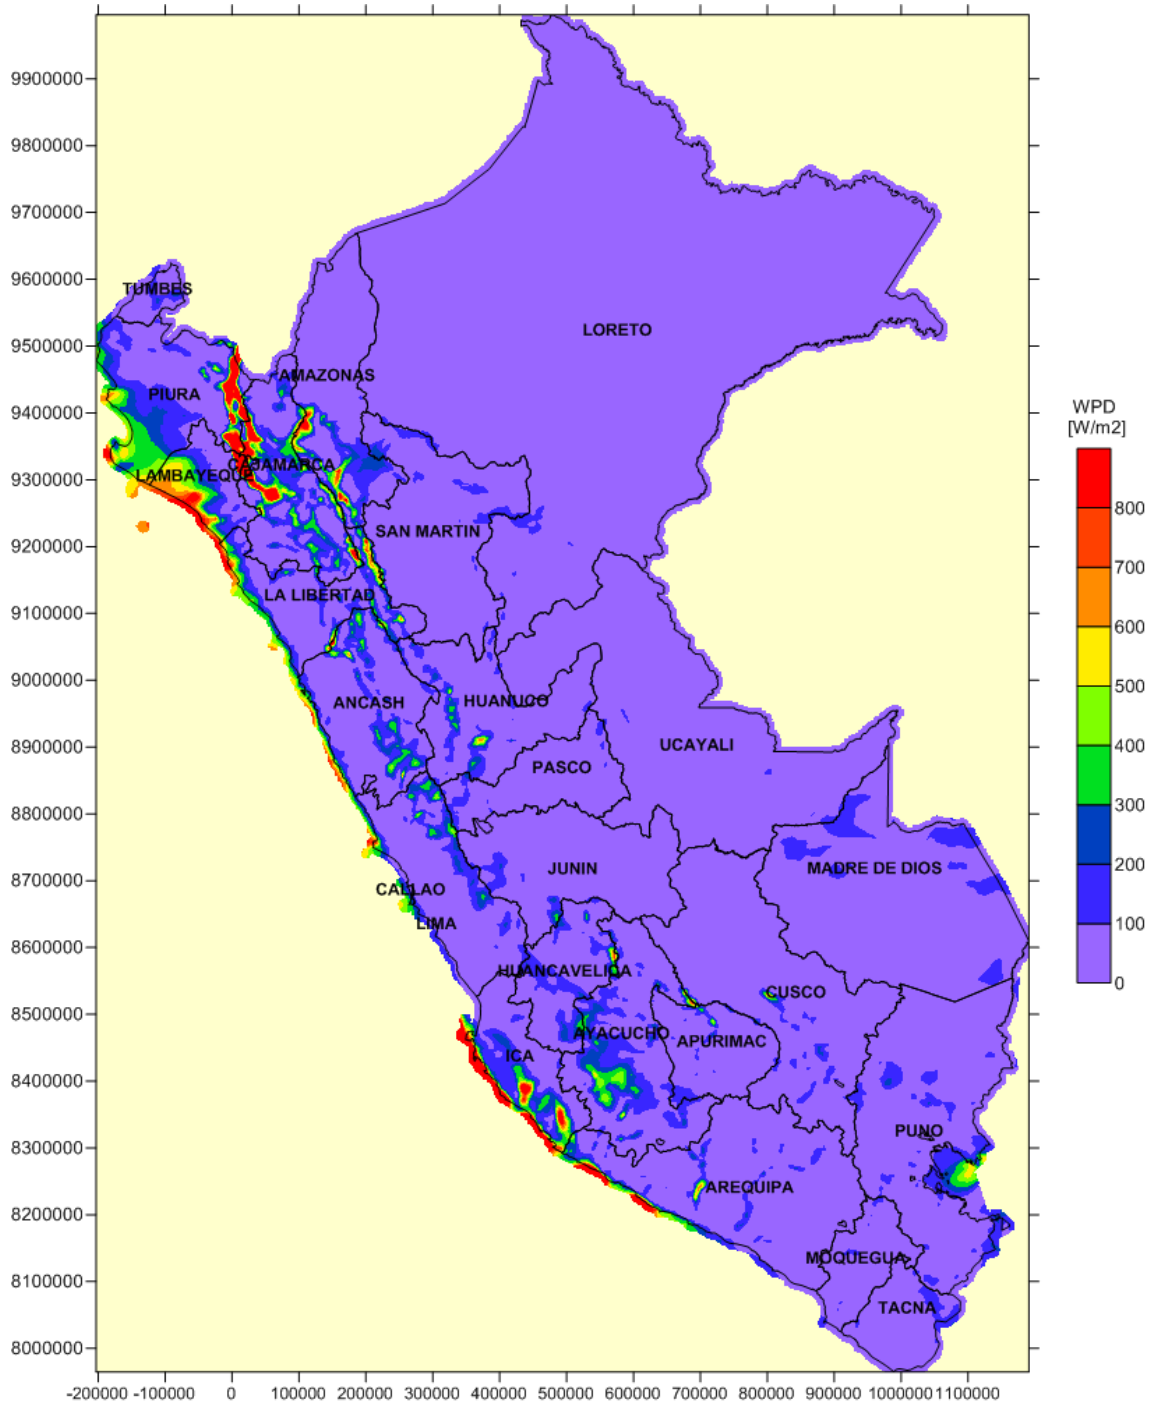 9900000
9800000
9700000
9600000
TUMBES
LORETO
9500000
AMAZONAS
PIURA
9400000
WPD
[W/m2]
CAJAMARCA
LAMBAYEQUE
9300000
800
SAN MARTIN
9200000
700
LA LIBERTAD
9100000
600
9000000
500
ANCASH
HUANUCO
8900000
UCAYALI
400
PASCO
8800000
300
JUNIN
MADRE DE DIOS
200
8700000
CALLAO
LIMA
100
8600000
HUANCAVELICA
0
CUSCO
8500000
AYACUCHO
APURIMAC
ICA
8400000
PUNO
8300000
AREQUIPA
8200000
MOQUEGUA
8100000
TACNA
8000000
-200000 -100000 0 100000 200000 300000 400000 500000 600000 700000 800000 900000 1000000 1100000